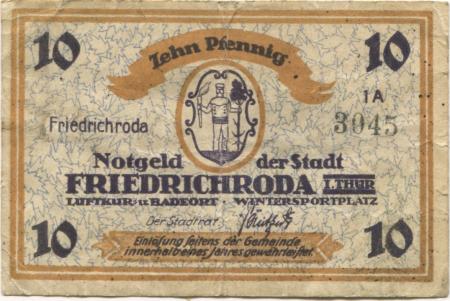 10 Zehn Pfennig 10
1A
Friedrichroda 3045
Notgeld der Stadt
FRIEDRICHRODA I. THÜR
LUFTKUR- u. BADEORT · WINTERSPORTPLATZ
Der Stadtrat:
10 Einlösung seitens der Gemeinde 10
innerhalb eines Jahres gewährleistet.